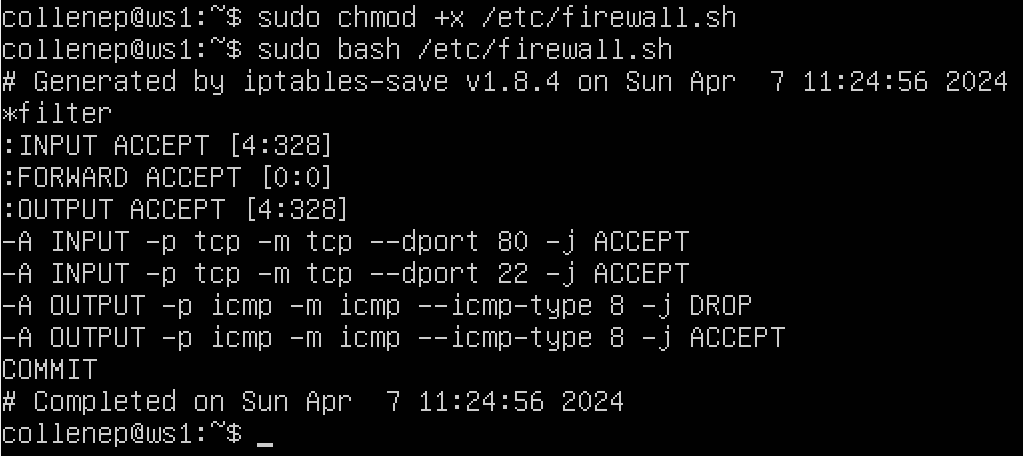 collenep@ws1:~$ sudo chmod +x /etc/firewall.sh
collenep@ws1:~$ sudo bash /etc/firewall.sh
# Generated by iptables-save v1.8.4 on Sun Apr  7 11:24:56 2024
*filter
:INPUT ACCEPT [4:328]
:FORWARD ACCEPT [0:0]
:OUTPUT ACCEPT [4:328]
-A INPUT -p tcp -m tcp --dport 80 -j ACCEPT
-A INPUT -p tcp -m tcp --dport 22 -j ACCEPT
-A OUTPUT -p icmp -m icmp --icmp-type 8 -j DROP
-A OUTPUT -p icmp -m icmp --icmp-type 8 -j ACCEPT
COMMIT
# Completed on Sun Apr  7 11:24:56 2024
collenep@ws1:~$ _